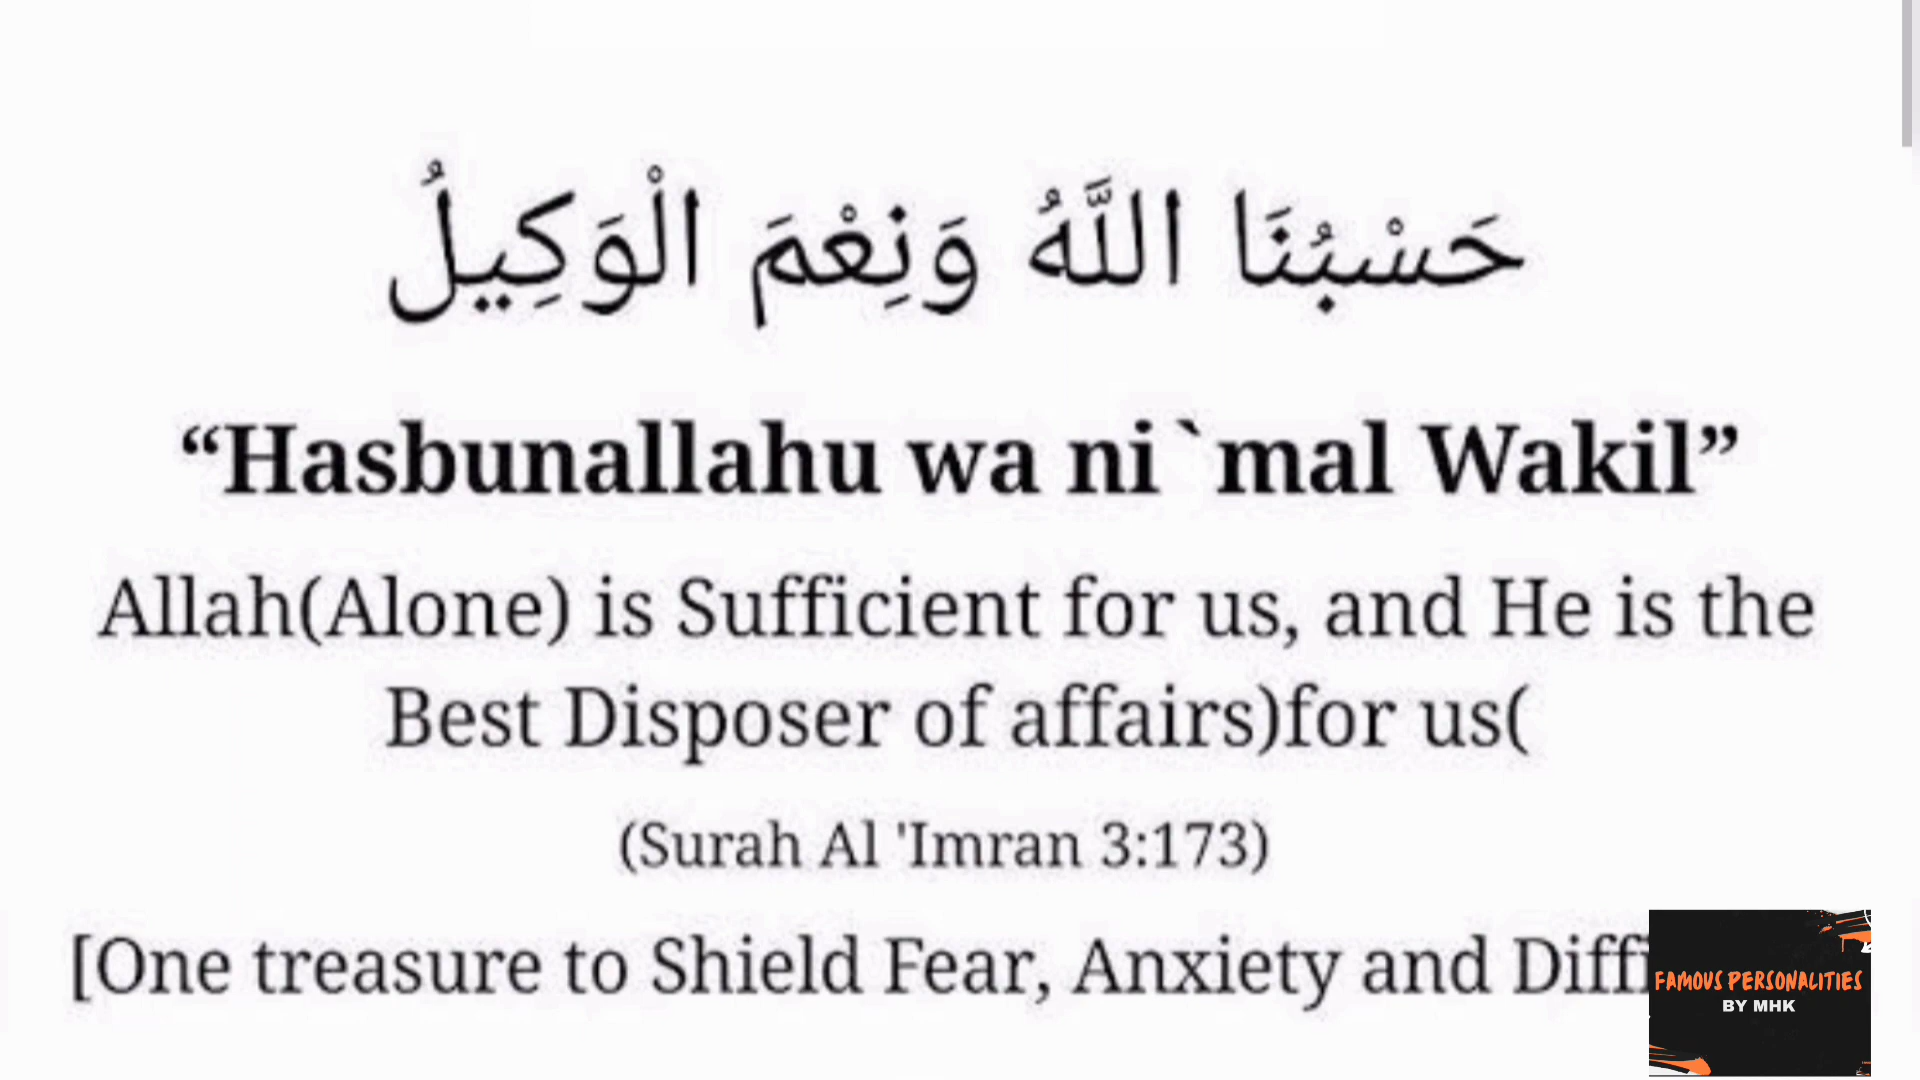 حَسْبُنَا اللَّهُ وَنِعْمَ الْوَكِيلُ
“Hasbunallahu wa ni`mal Wakil”
Allah(Alone) is Sufficient for us, and He is the
Best Disposer of affairs)for us(
(Surah Al 'Imran 3:173)
[One treasure to Shield Fear, Anxiety and
FAMOUS PERSONALITIES
BY MHK